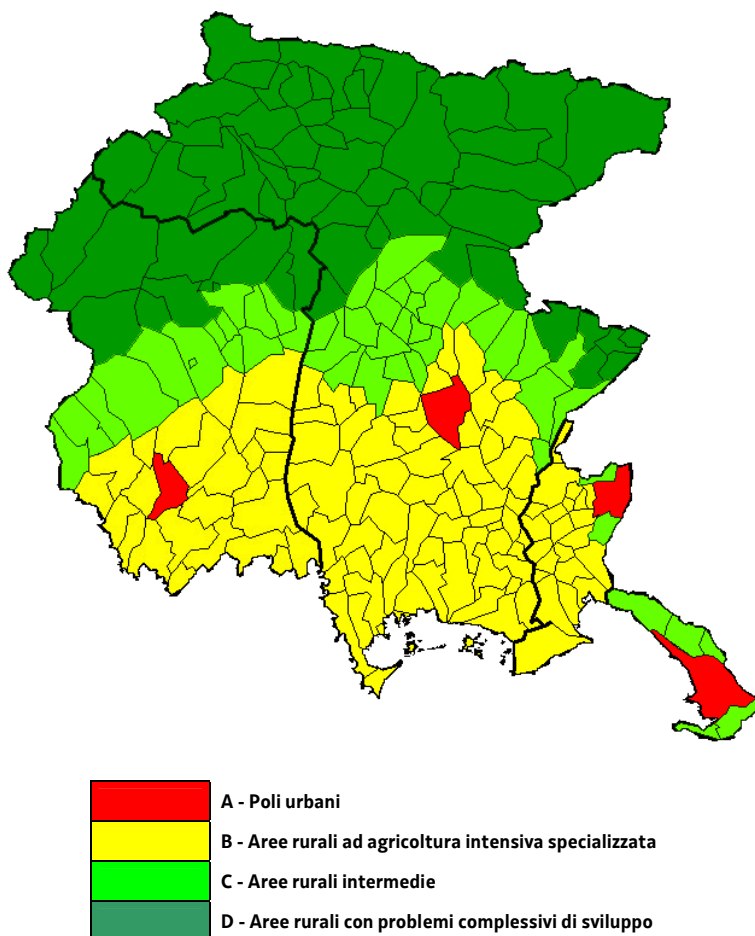 A - Poli urbani
B - Aree rurali ad agricoltura intensiva specializzata
C - Aree rurali intermedie
D - Aree rurali con problemi complessivi di sviluppo